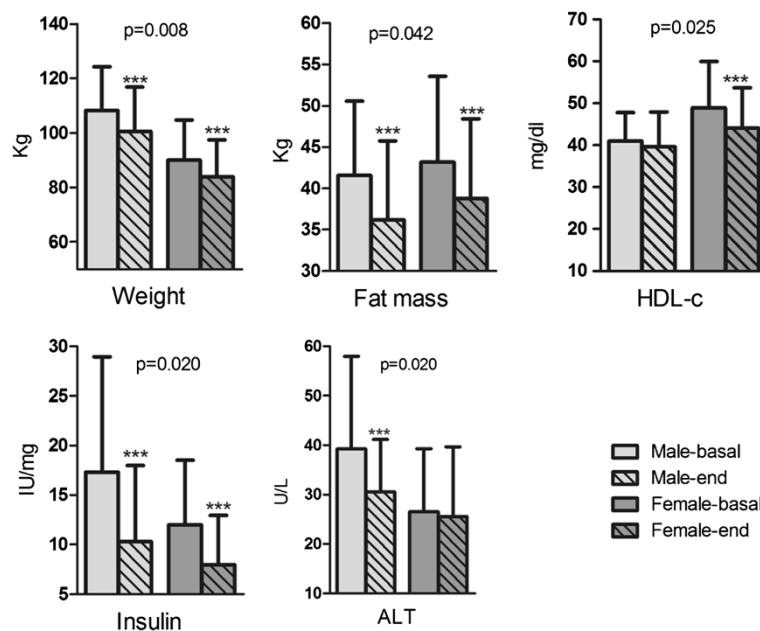 p=0.008
Kg
140
120
100
80
60
***
***
Weight
p=0.042
Kg
60
55
50
45
40
35
30
***
***
Fat mass
p=0.025
mg/dl
70
60
50
40
30
20
10
***
HDL-c
p=0.020
IU/mg
30
25
20
15
10
5
***
***
Insulin
p=0.020
U/L
60
50
40
30
20
10
***
ALT
Male-basal
Male-end
Female-basal
Female-end